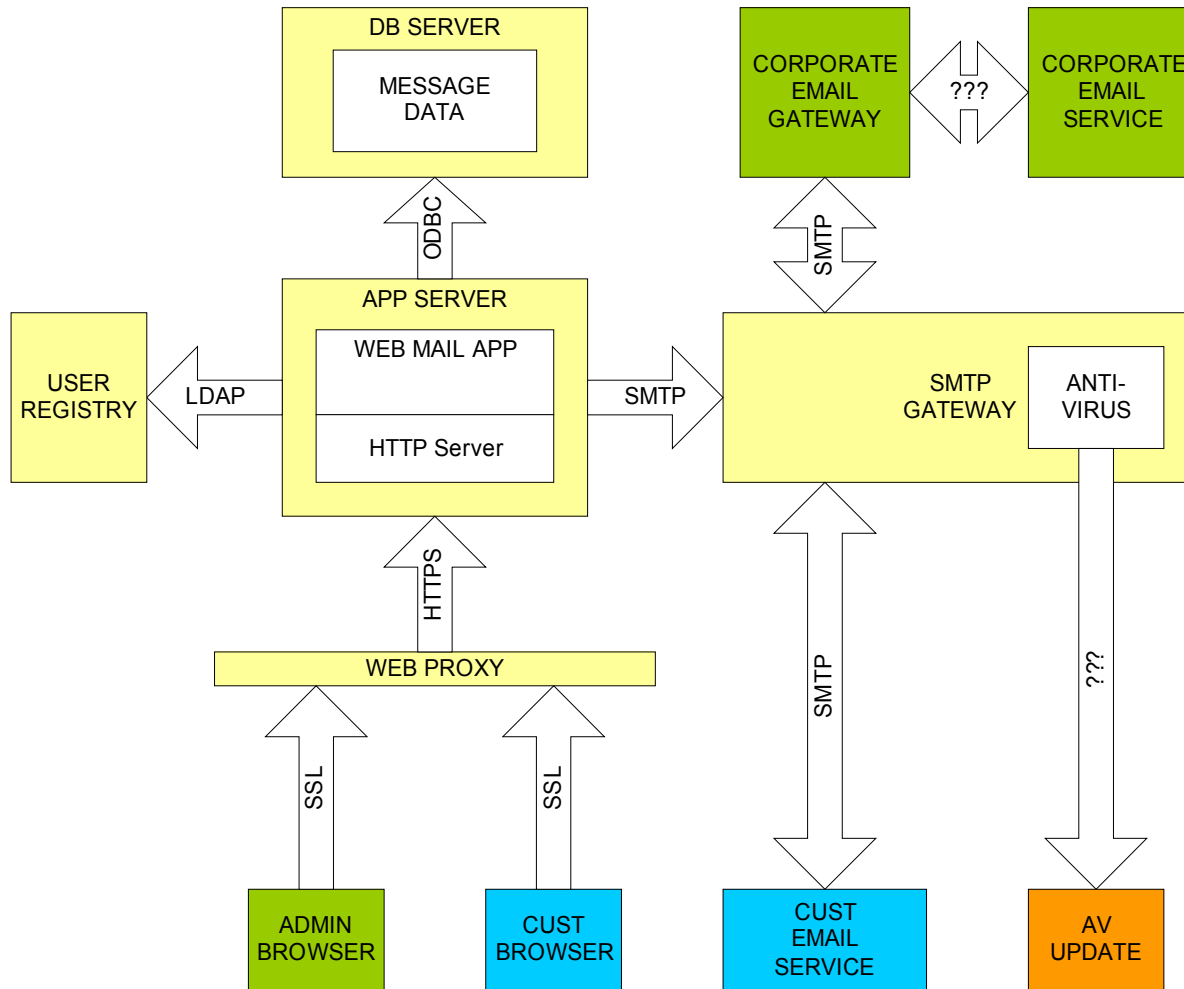 DB SERVER
MESSAGE
DATA
CORPORATE
EMAIL
GATEWAY
???
CORPORATE
EMAIL
SERVICE
ODBC
SMTP
APP SERVER
WEB MAIL APP
HTTP Server
USER
REGISTRY
LDAP
SMTP
SMTP
GATEWAY
ANTI-
VIRUS
HTTPS
WEB PROXY
SSL
SSL
SMTP
???
ADMIN
BROWSER
CUST
BROWSER
CUST
EMAIL
SERVICE
AV
UPDATE